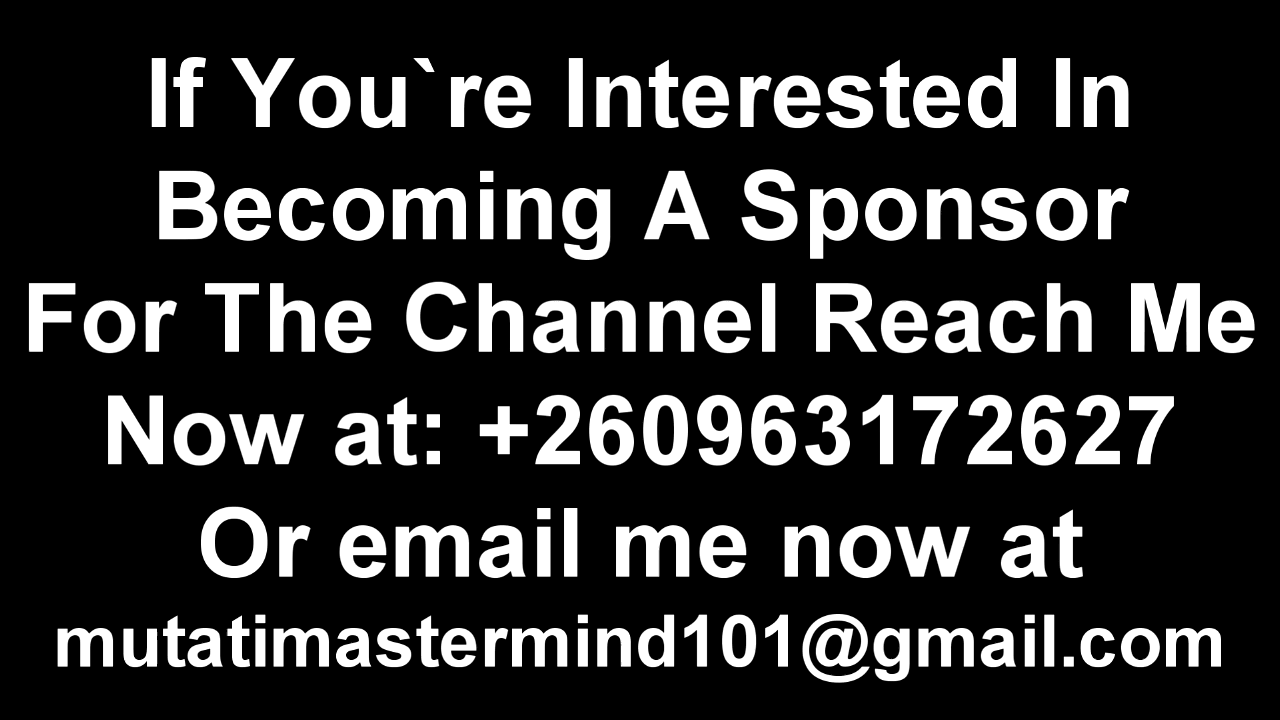 If You`re Interested In
Becoming A Sponsor
For The Channel Reach Me
Now at: +260963172627
Or email me now at
mutatimastermind101@gmail.com